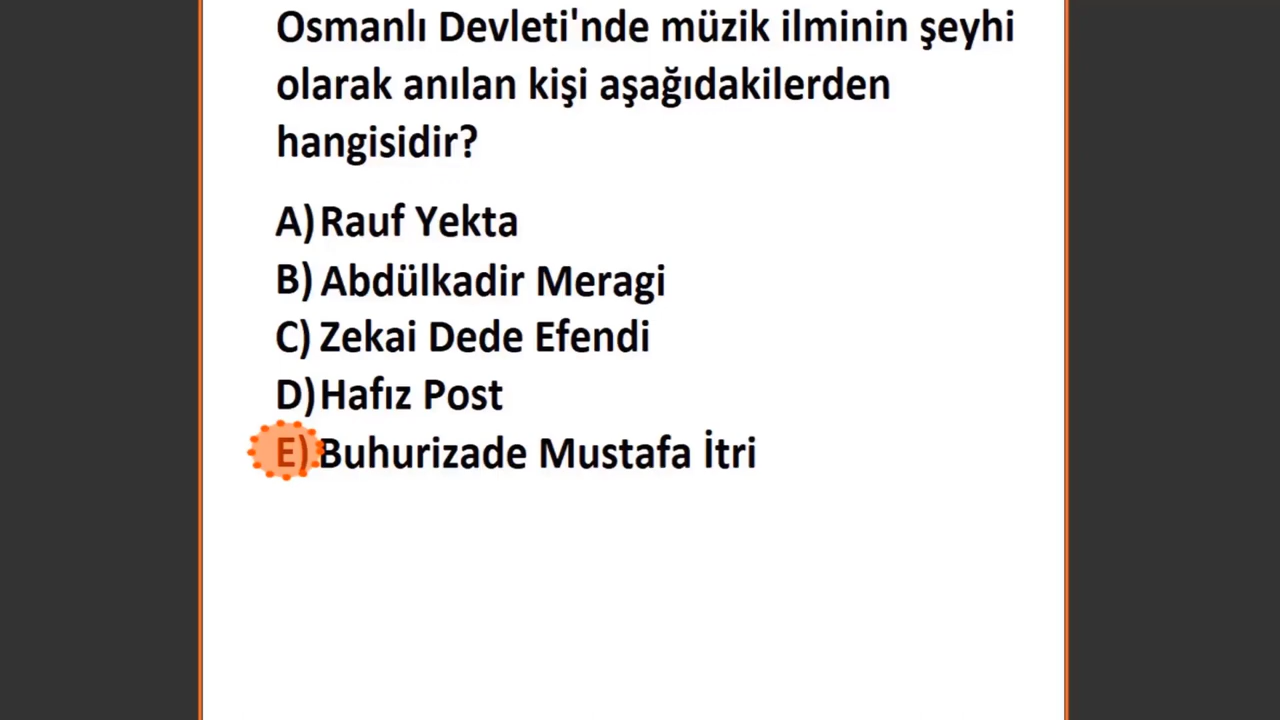 Osmanlı Devleti'nde müzik ilminin şeyhi
olarak anılan kişi aşağıdakilerden
hangisidir?
A) Rauf Yekta
B) Abdülkadir Meragi
C) Zekai Dede Efendi
D) Hafız Post
E) Buhurizade Mustafa İtri